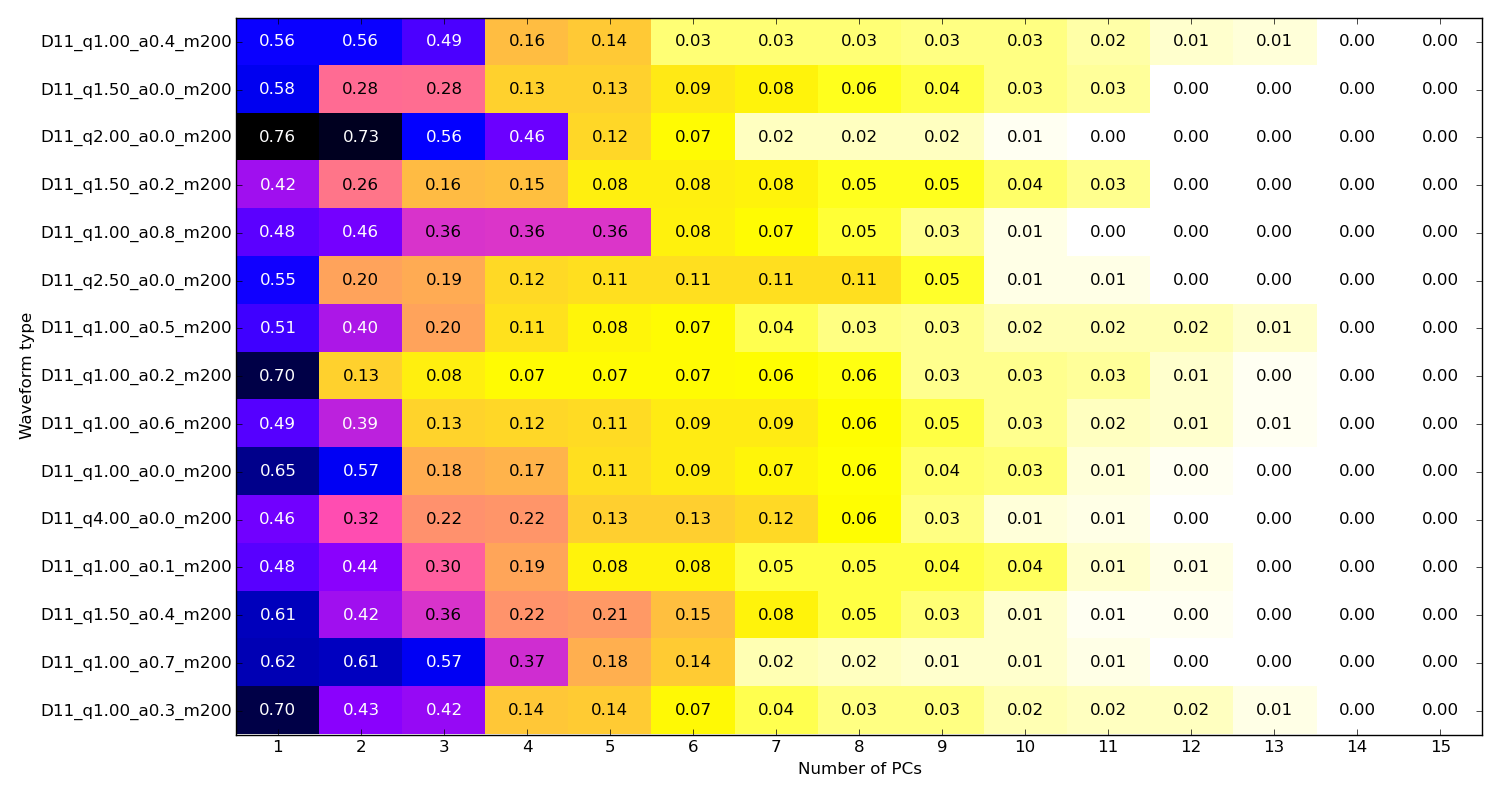 D11_q1.00_a0.4_m200 0.56 0.56 0.49 0.16 0.14 0.03 0.03 0.03 0.03 0.03 0.02 0.01 0.01 0.00 0.00
D11_q1.50_a0.0_m200 0.58 0.28 0.28 0.13 0.13 0.09 0.08 0.06 0.04 0.03 0.03 0.00 0.00 0.00 0.00
D11_q2.00_a0.0_m200 0.76 0.73 0.56 0.46 0.12 0.07 0.02 0.02 0.02 0.01 0.00 0.00 0.00 0.00 0.00
D11_q1.50_a0.2_m200 0.42 0.26 0.16 0.15 0.08 0.08 0.08 0.05 0.05 0.04 0.03 0.00 0.00 0.00 0.00
D11_q1.00_a0.8_m200 0.48 0.46 0.36 0.36 0.36 0.08 0.07 0.05 0.03 0.01 0.00 0.00 0.00 0.00 0.00
D11_q2.50_a0.0_m200 0.55 0.20 0.19 0.12 0.11 0.11 0.11 0.11 0.05 0.01 0.01 0.00 0.00 0.00 0.00
D11_q1.00_a0.5_m200 0.51 0.40 0.20 0.11 0.08 0.07 0.04 0.03 0.03 0.02 0.02 0.02 0.01 0.00 0.00
D11_q1.00_a0.2_m200 0.70 0.13 0.08 0.07 0.07 0.07 0.06 0.06 0.03 0.03 0.03 0.01 0.00 0.00 0.00
D11_q1.00_a0.6_m200 0.49 0.39 0.13 0.12 0.11 0.09 0.09 0.06 0.05 0.03 0.02 0.01 0.01 0.00 0.00
D11_q1.00_a0.0_m200 0.65 0.57 0.18 0.17 0.11 0.09 0.07 0.06 0.04 0.03 0.01 0.00 0.00 0.00 0.00
D11_q4.00_a0.0_m200 0.46 0.32 0.22 0.22 0.13 0.13 0.12 0.06 0.03 0.01 0.01 0.00 0.00 0.00 0.00
D11_q1.00_a0.1_m200 0.48 0.44 0.30 0.19 0.08 0.08 0.05 0.05 0.04 0.04 0.01 0.01 0.00 0.00 0.00
D11_q1.50_a0.4_m200 0.61 0.42 0.36 0.22 0.21 0.15 0.08 0.05 0.03 0.01 0.01 0.00 0.00 0.00 0.00
D11_q1.00_a0.7_m200 0.62 0.61 0.57 0.37 0.18 0.14 0.02 0.02 0.01 0.01 0.01 0.00 0.00 0.00 0.00
D11_q1.00_a0.3_m200 0.70 0.43 0.42 0.14 0.14 0.07 0.04 0.03 0.03 0.02 0.02 0.02 0.01 0.00 0.00
1 2 3 4 5 6 7 8 9 10 11 12 13 14 15
Number of PCs
Waveform type